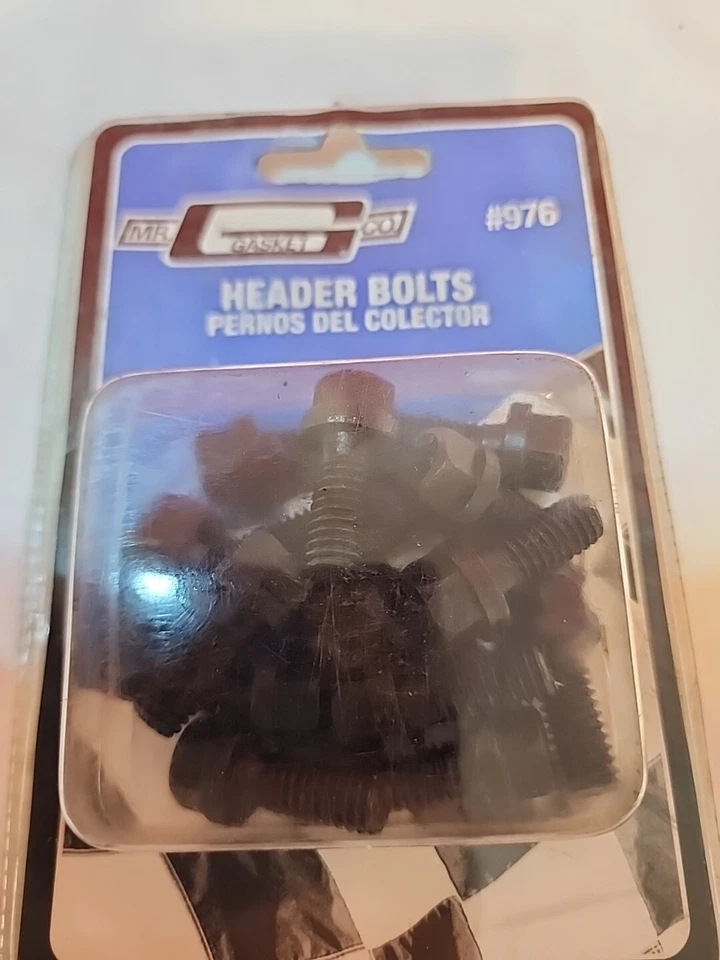 MR. GASKET CO.
#976
HEADER BOLTS
PERNOS DEL COLECTOR